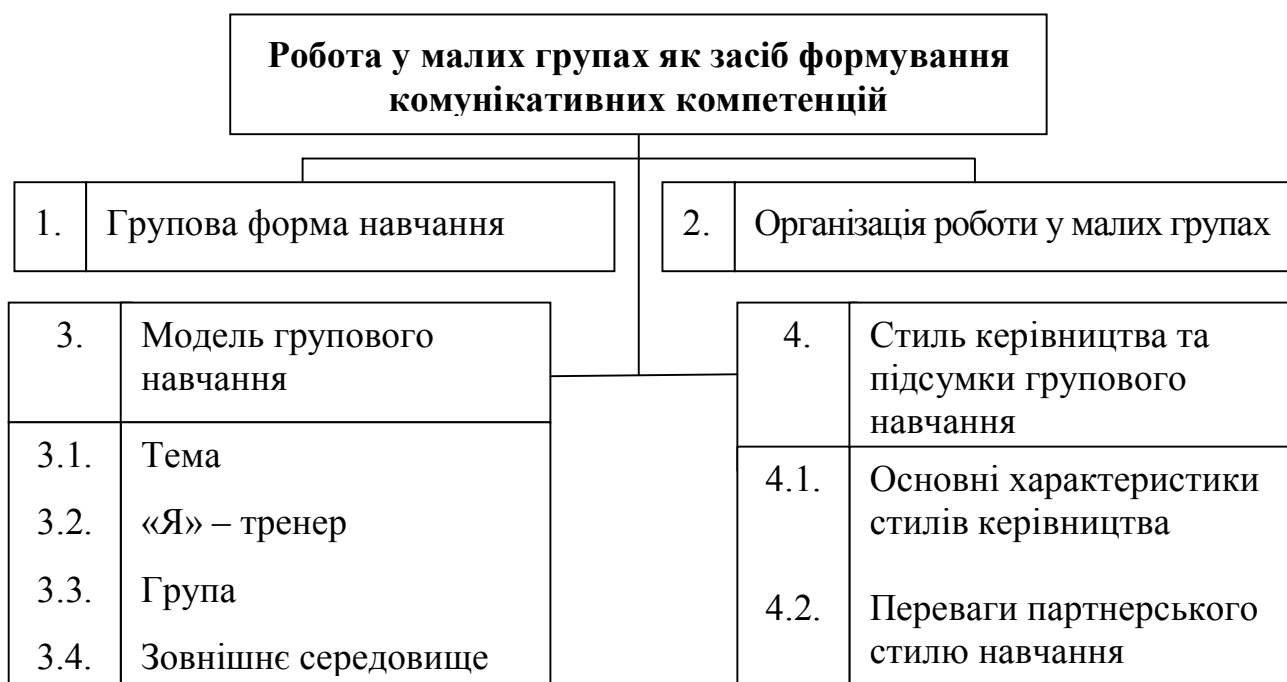 Робота у малих групах як засіб формування
комунікативних компетенцій
1. Групова форма навчання
2. Організація роботи у малих групах
3. Модель групового
навчання
3.1. Тема
3.2. «Я» – тренер
3.3. Група
3.4. Зовнішнє середовище
4. Стиль керівництва та
підсумки групового
навчання
4.1. Основні характеристики
стилів керівництва
4.2. Переваги партнерського
стилю навчання